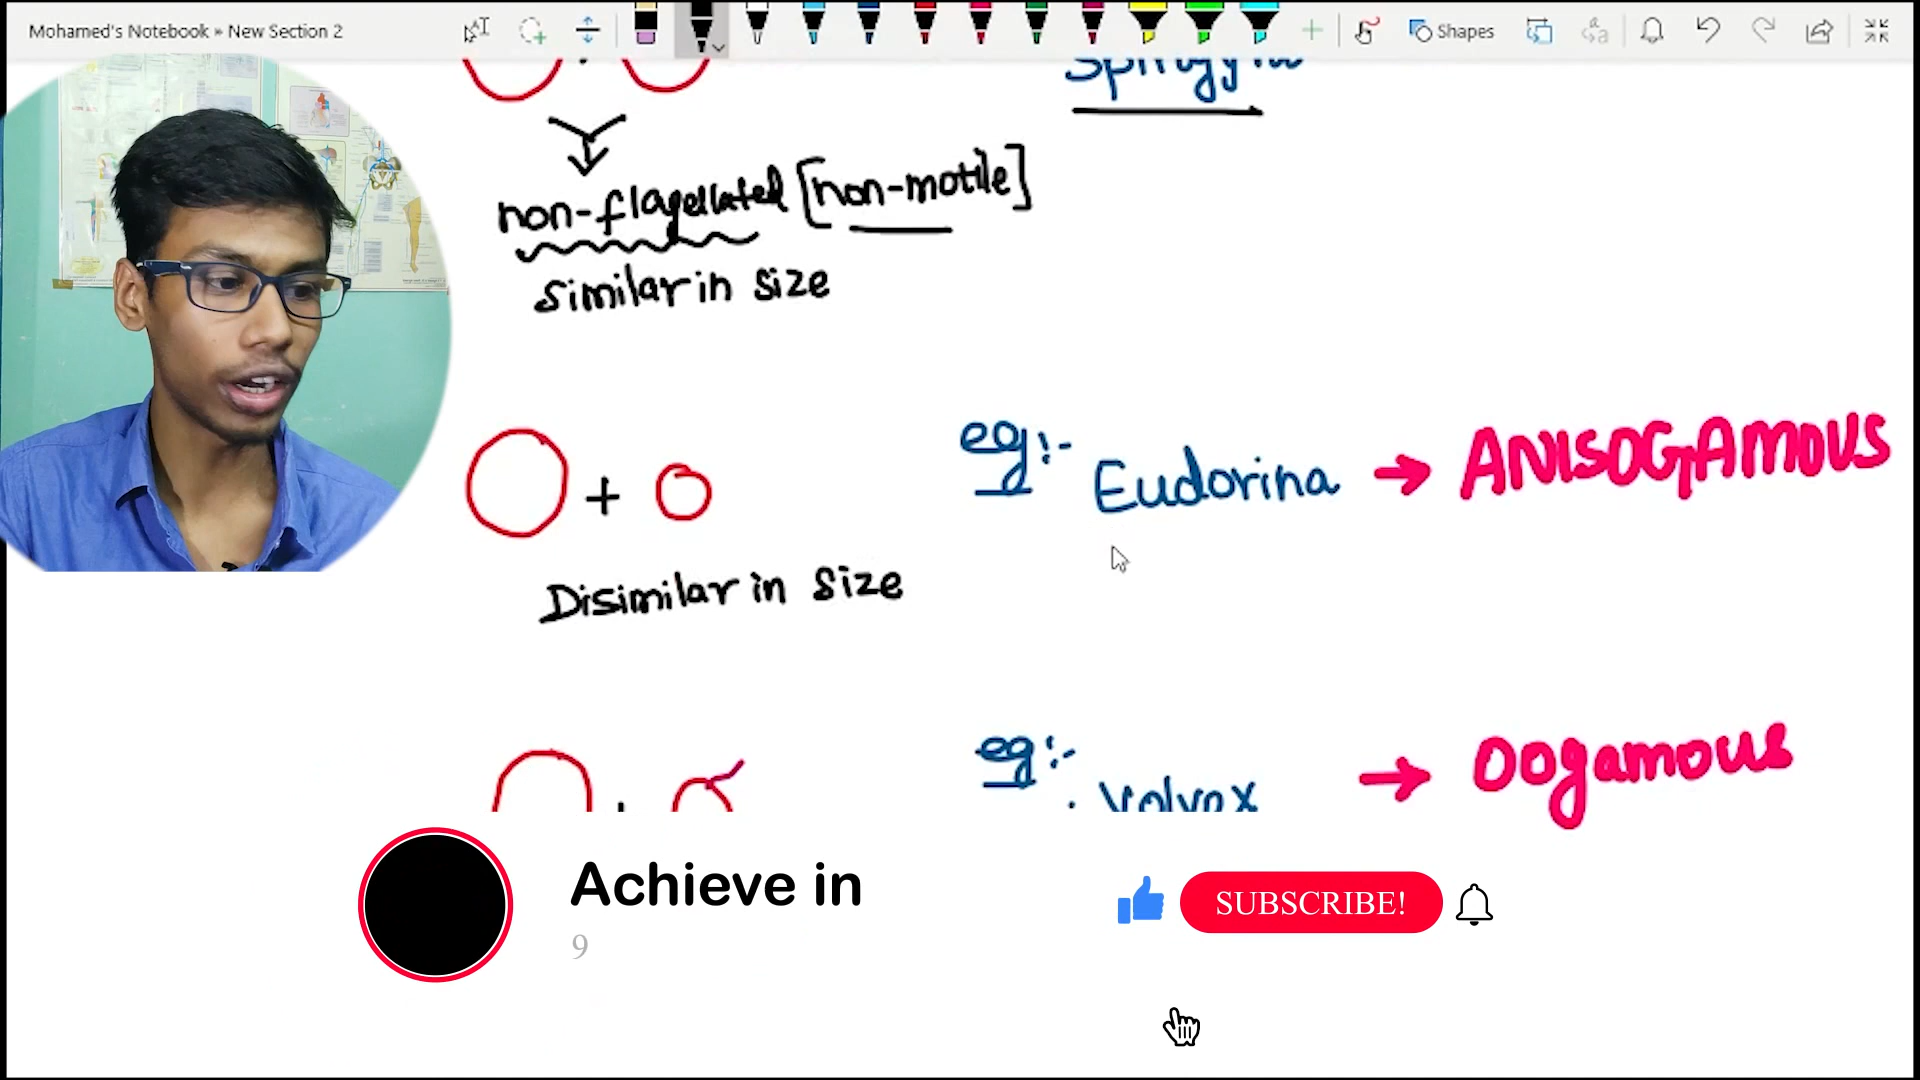 Mohamed's Notebook » New Section 2
Shapes
Spirogyra
non-flagellated [non-motile]
similar in size
eg:- Eudorina → ANISOGAMOUS
+
Disimilar in size
eg:- Volvox → Oogamous
Achieve in
9
SUBSCRIBE!